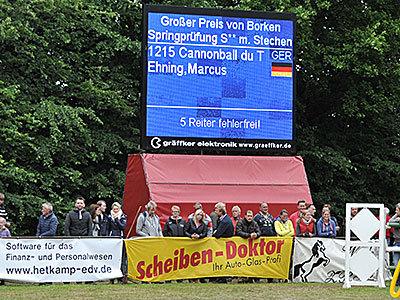 Großer Preis von Borken
Springprüfung S** m. Stechen
1215 Cannonball du T GER
Ehning,Marcus
5 Reiter fehlerfrei!
gräffker elektronik www.graeffker.de
Software für das
Finanz- und Personalwesen
www.hetkamp-edv.de
Scheiben-Doktor
Ihr Auto-Glas-Profi